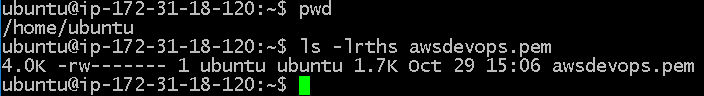 ubuntu@ip-172-31-18-120:~$ pwd
/home/ubuntu
ubuntu@ip-172-31-18-120:~$ ls -lrths awsdevops.pem
4.0K -rw------- 1 ubuntu ubuntu 1.7K Oct 29 15:06 awsdevops.pem
ubuntu@ip-172-31-18-120:~$